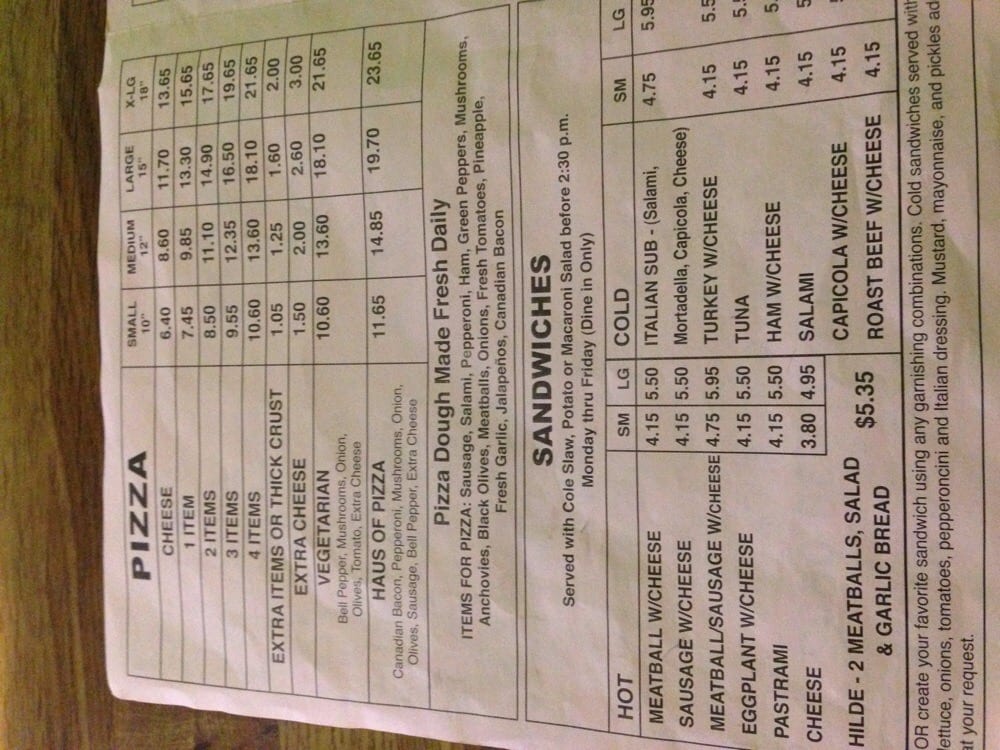 PIZZA SMALL 10" MEDIUM 12" LARGE 15" X-LG 18"
CHEESE 6.40 8.60 11.70 13.65
1 ITEM 7.45 9.85 13.30 15.65
2 ITEMS 8.50 11.10 14.90 17.65
3 ITEMS 9.55 12.35 16.50 19.65
4 ITEMS 10.60 13.60 18.10 21.65
EXTRA ITEMS OR THICK CRUST 1.05 1.25 1.60 2.00
EXTRA CHEESE 1.50 2.00 2.60 3.00
VEGETARIAN 10.60 13.60 18.10 21.65
Bell Pepper, Mushrooms, Onion,
Olives, Tomato, Extra Cheese
HAUS OF PIZZA 11.65 14.85 19.70 23.65
Canadian Bacon, Pepperoni, Mushrooms, Onion,
Olives, Sausage, Bell Pepper, Extra Cheese
Pizza Dough Made Fresh Daily
ITEMS FOR PIZZA: Sausage, Salami, Pepperoni, Ham, Green Peppers, Mushrooms,
Anchovies, Black Olives, Meatballs, Onions, Fresh Tomatoes, Pineapple,
Fresh Garlic, Jalapeños, Canadian Bacon
SANDWICHES
Served with Cole Slaw, Potato or Macaroni Salad before 2:30 p.m.
Monday thru Friday (Dine in Only)
HOT SM LG
MEATBALL W/CHEESE 4.15 5.50
SAUSAGE W/CHEESE 4.15 5.50
MEATBALL/SAUSAGE W/CHEESE 4.75 5.95
EGGPLANT W/CHEESE 4.15 5.50
PASTRAMI 4.15 5.50
CHEESE 3.80 4.95
HILDE - 2 MEATBALLS, SALAD
& GARLIC BREAD $5.35
COLD SM LG
ITALIAN SUB - (Salami, 4.75 5.95
Mortadella, Capicola, Cheese)
TURKEY W/CHEESE 4.15
TUNA 4.15
HAM W/CHEESE 4.15
SALAMI 4.15
CAPICOLA W/CHEESE 4.15
ROAST BEEF W/CHEESE 4.15
OR create your favorite sandwich using any garnishing combinations. Cold sandwiches served with
lettuce, onions, tomatoes, pepperoncini and Italian dressing. Mustard, mayonnaise, and pickles
at your request.